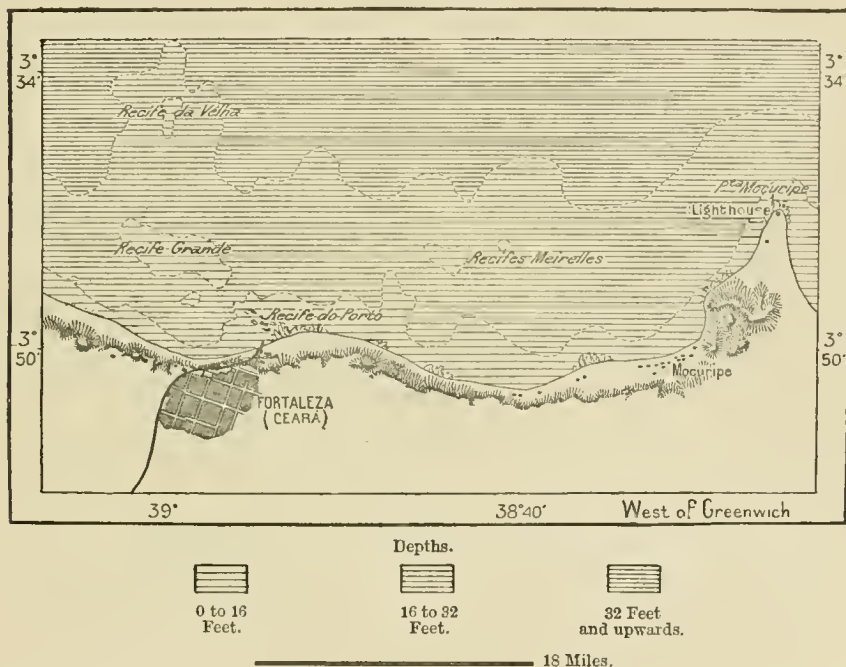 3°
34'
3°
34'
Recife da Velha
Pta Mocuripe
Lighthouse
Recife Grande
Recifes Meirelles
Recife do Porto
3°
50'
3°
50'
Mocuripe
FORTALEZA
(CEARÁ)
39°
38°40'
West of Greenwich
Depths.
0 to 16
Feet.
16 to 32
Feet.
32 Feet
and upwards.
18 Miles.